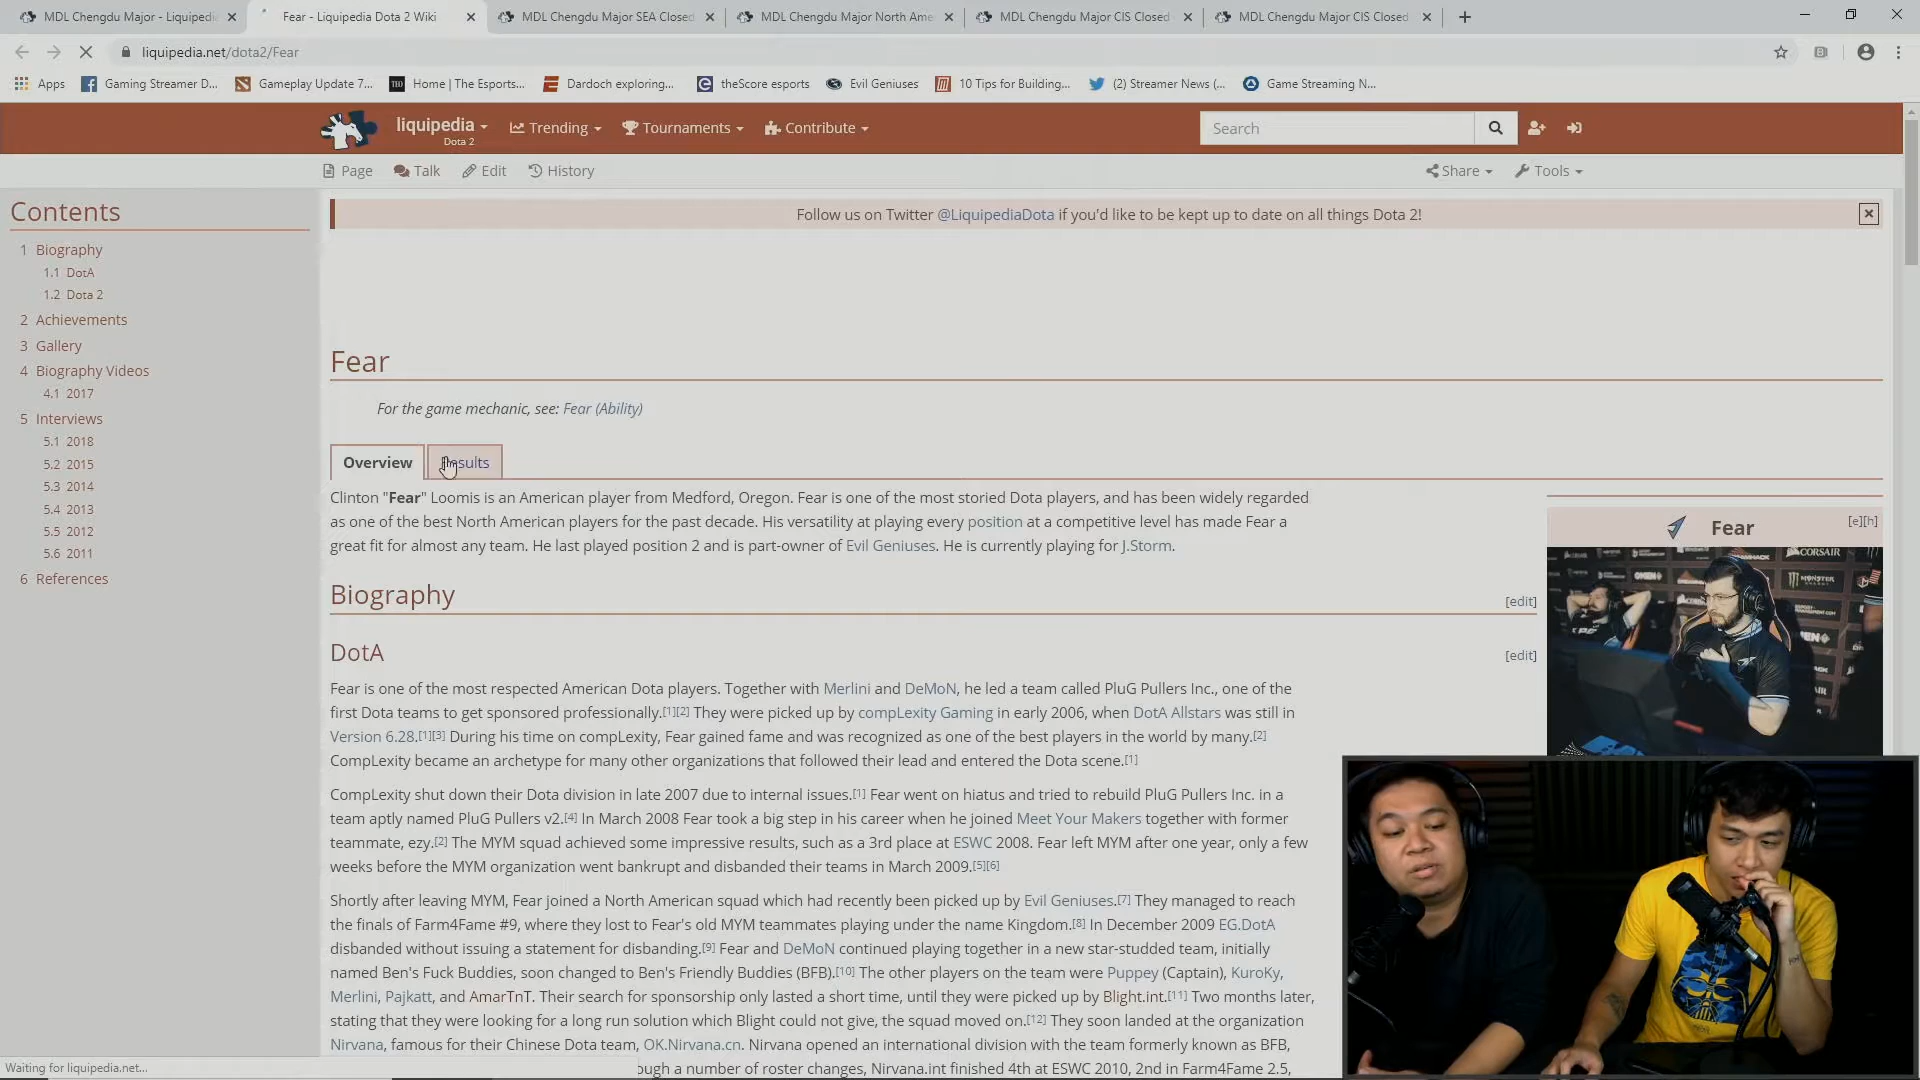 MDL Chengdu Major - Liquipedi
Fear - Liquipedia Dota 2 Wiki
MDL Chengdu Major SEA Closed
MDL Chengdu Major North Ame
MDL Chengdu Major CIS Closed
MDL Chengdu Major CIS Closed
liquipedia.net/dota2/Fear
Apps
Gaming Streamer D...
Gameplay Update 7...
Home | The Esports...
Dardoch exploring...
theScore esports
Evil Geniuses
10 Tips for Building...
(2) Streamer News (...
Game Streaming N...
liquipedia
Dota 2
Trending
Tournaments
Contribute
Search
Page
Talk
Edit
History
Share
Tools
Contents
1 Biography
1.1 DotA
1.2 Dota 2
2 Achievements
3 Gallery
4 Biography Videos
4.1 2017
5 Interviews
5.1 2018
5.2 2015
5.3 2014
5.4 2013
5.5 2012
5.6 2011
6 References
Follow us on Twitter @LiquipediaDota if you'd like to be kept up to date on all things Dota 2!
Fear
For the game mechanic, see: Fear (Ability)
Overview
Results
Clinton "Fear" Loomis is an American player from Medford, Oregon. Fear is one of the most storied Dota players, and has been widely regarded
as one of the best North American players for the past decade. His versatility at playing every position at a competitive level has made Fear a
great fit for almost any team. He last played position 2 and is part-owner of Evil Geniuses. He is currently playing for J.Storm.
Fear
[e][h]
CORSAIR
OMEN
MONSTER
Biography
[edit]
DotA
[edit]
Fear is one of the most respected American Dota players. Together with Merlini and DeMoN, he led a team called PluG Pullers Inc., one of the
first Dota teams to get sponsored professionally.[1][2] They were picked up by compLexity Gaming in early 2006, when DotA Allstars was still in
Version 6.28.[1][3] During his time on compLexity, Fear gained fame and was recognized as one of the best players in the world by many.[2]
CompLexity became an archetype for many other organizations that followed their lead and entered the Dota scene.[1]
CompLexity shut down their Dota division in late 2007 due to internal issues.[1] Fear went on hiatus and tried to rebuild PluG Pullers Inc. in a
team aptly named PluG Pullers v2.[4] In March 2008 Fear took a big step in his career when he joined Meet Your Makers together with former
teammate, ezy.[2] The MYM squad achieved some impressive results, such as a 3rd place at ESWC 2008. Fear left MYM after one year, only a few
weeks before the MYM organization went bankrupt and disbanded their teams in March 2009.[5][6]
Shortly after leaving MYM, Fear joined a North American squad which had recently been picked up by Evil Geniuses.[7] They managed to reach
the finals of Farm4Fame #9, where they lost to Fear's old MYM teammates playing under the name Kingdom.[8] In December 2009 EG.DotA
disbanded without issuing a statement for disbanding.[9] Fear and DeMoN continued playing together in a new star-studded team, initially
named Ben's Fuck Buddies, soon changed to Ben's Friendly Buddies (BFB).[10] The other players on the team were Puppey (Captain), KuroKy,
Merlini, Pajkatt, and AmarTnT. Their search for sponsorship only lasted a short time, until they were picked up by Blight.int.[11] Two months later,
stating that they were looking for a long run solution which Blight could not give, the squad moved on.[12] They soon landed at the organization
Nirvana, famous for their Chinese Dota team, OK.Nirvana.cn. Nirvana opened an international division with the team formerly known as BFB,
ough a number of roster changes, Nirvana.int finished 4th at ESWC 2010, 2nd in Farm4Fame 2.5,
Waiting for liquipedia.net...